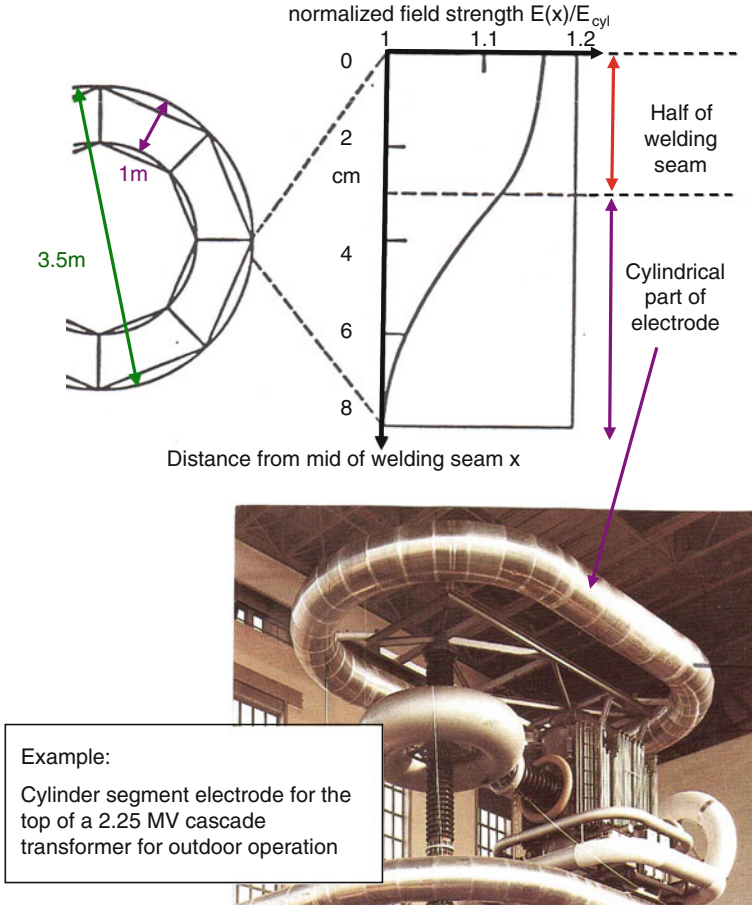 normalized field strength E(x)/E_cyl
1 1.1 1.2
0
2
cm
4
6
8
1m
3.5m
Half of
welding
seam
Cylindrical
part of
electrode
Distance from mid of welding seam x
Example:
Cylinder segment electrode for the
top of a 2.25 MV cascade
transformer for outdoor operation